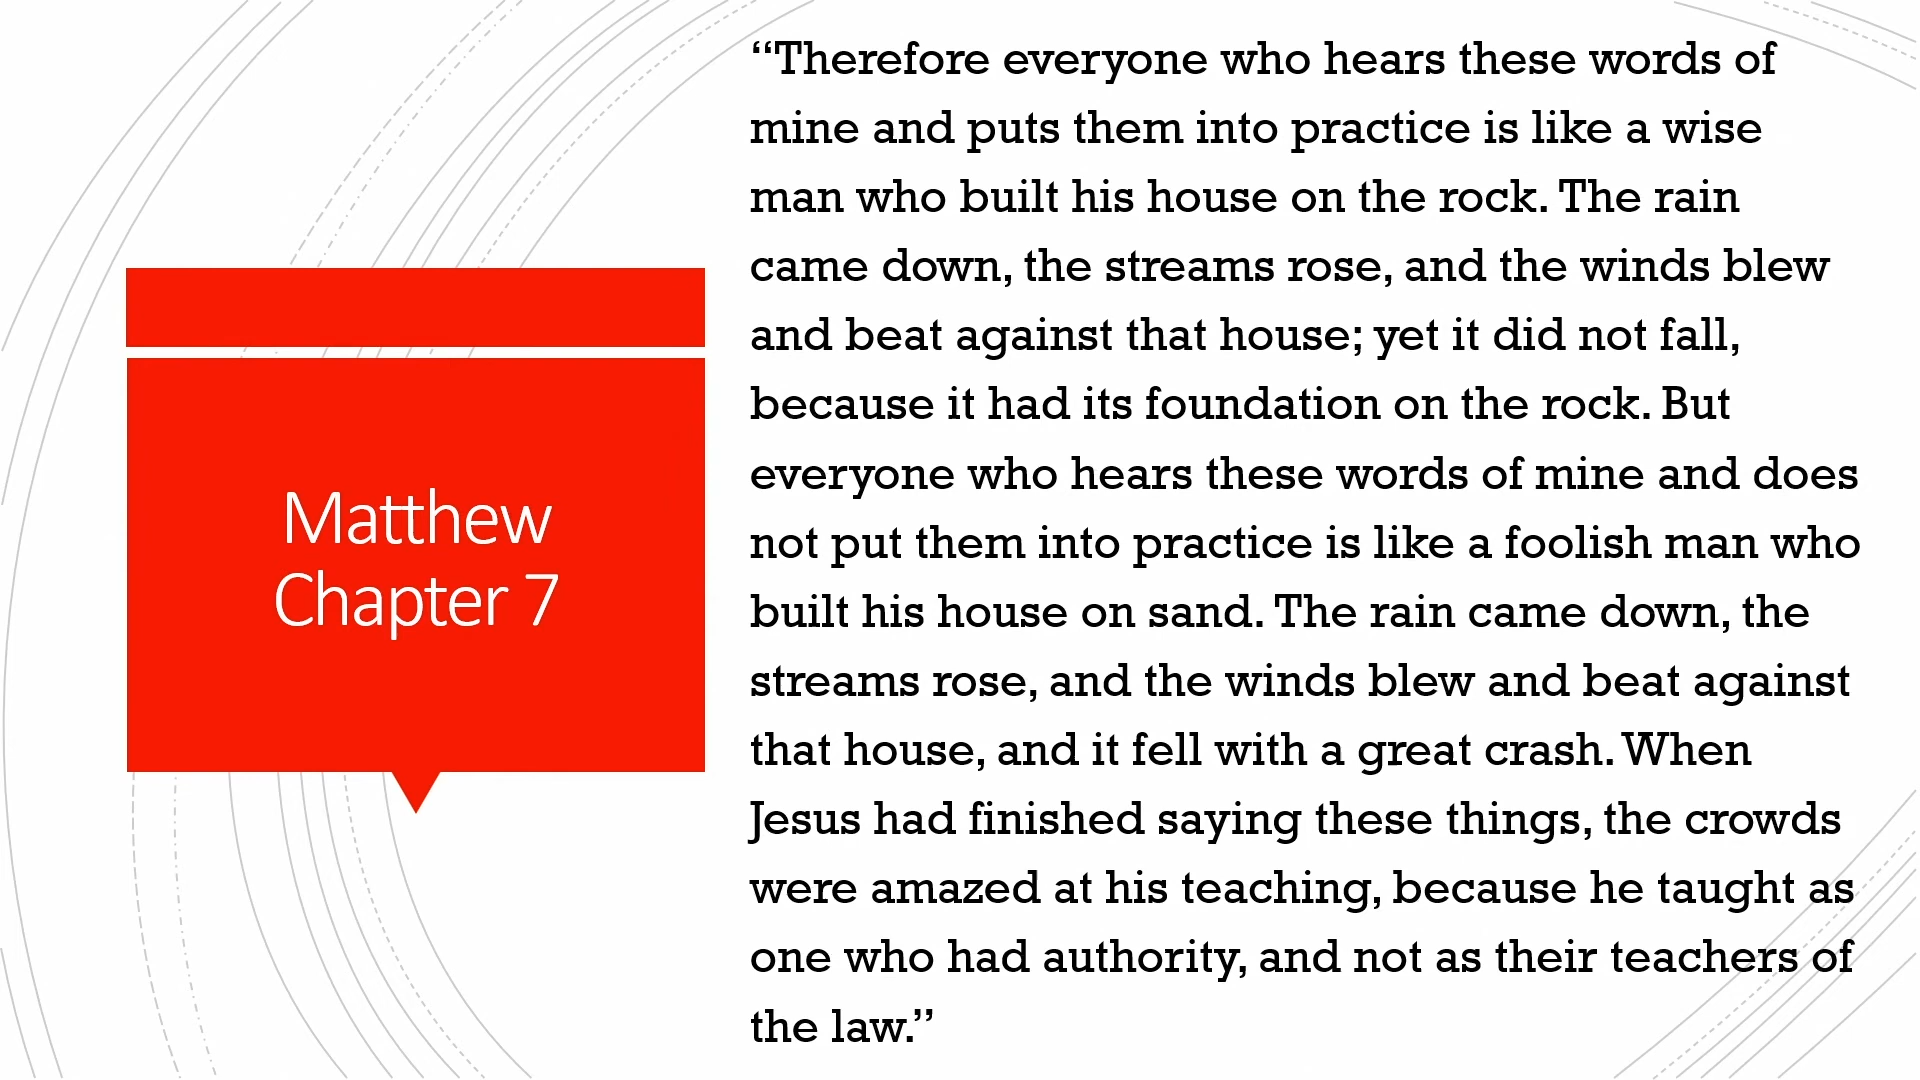 Matthew
Chapter 7
“Therefore everyone who hears these words of
mine and puts them into practice is like a wise
man who built his house on the rock. The rain
came down, the streams rose, and the winds blew
and beat against that house; yet it did not fall,
because it had its foundation on the rock. But
everyone who hears these words of mine and does
not put them into practice is like a foolish man who
built his house on sand. The rain came down, the
streams rose, and the winds blew and beat against
that house, and it fell with a great crash. When
Jesus had finished saying these things, the crowds
were amazed at his teaching, because he taught as
one who had authority, and not as their teachers of
the law.”